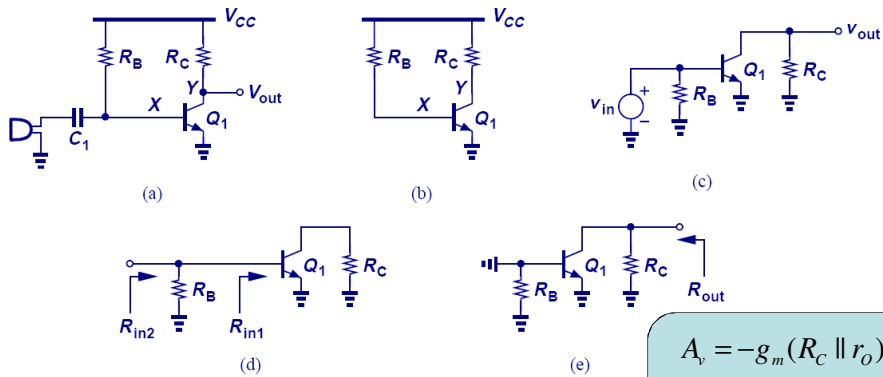 V_CC
R_B R_C
Y V_out
X Q_1
C_1
(a)
V_CC
R_B R_C
Y
X Q_1
(b)
v_out
Q_1 R_C
v_in + − R_B
(c)
Q_1 R_C
R_B
R_in2 R_in1
(d)
Q_1 R_C
R_B R_out
(e)
A_v = −g_m(R_C ∥ r_O)